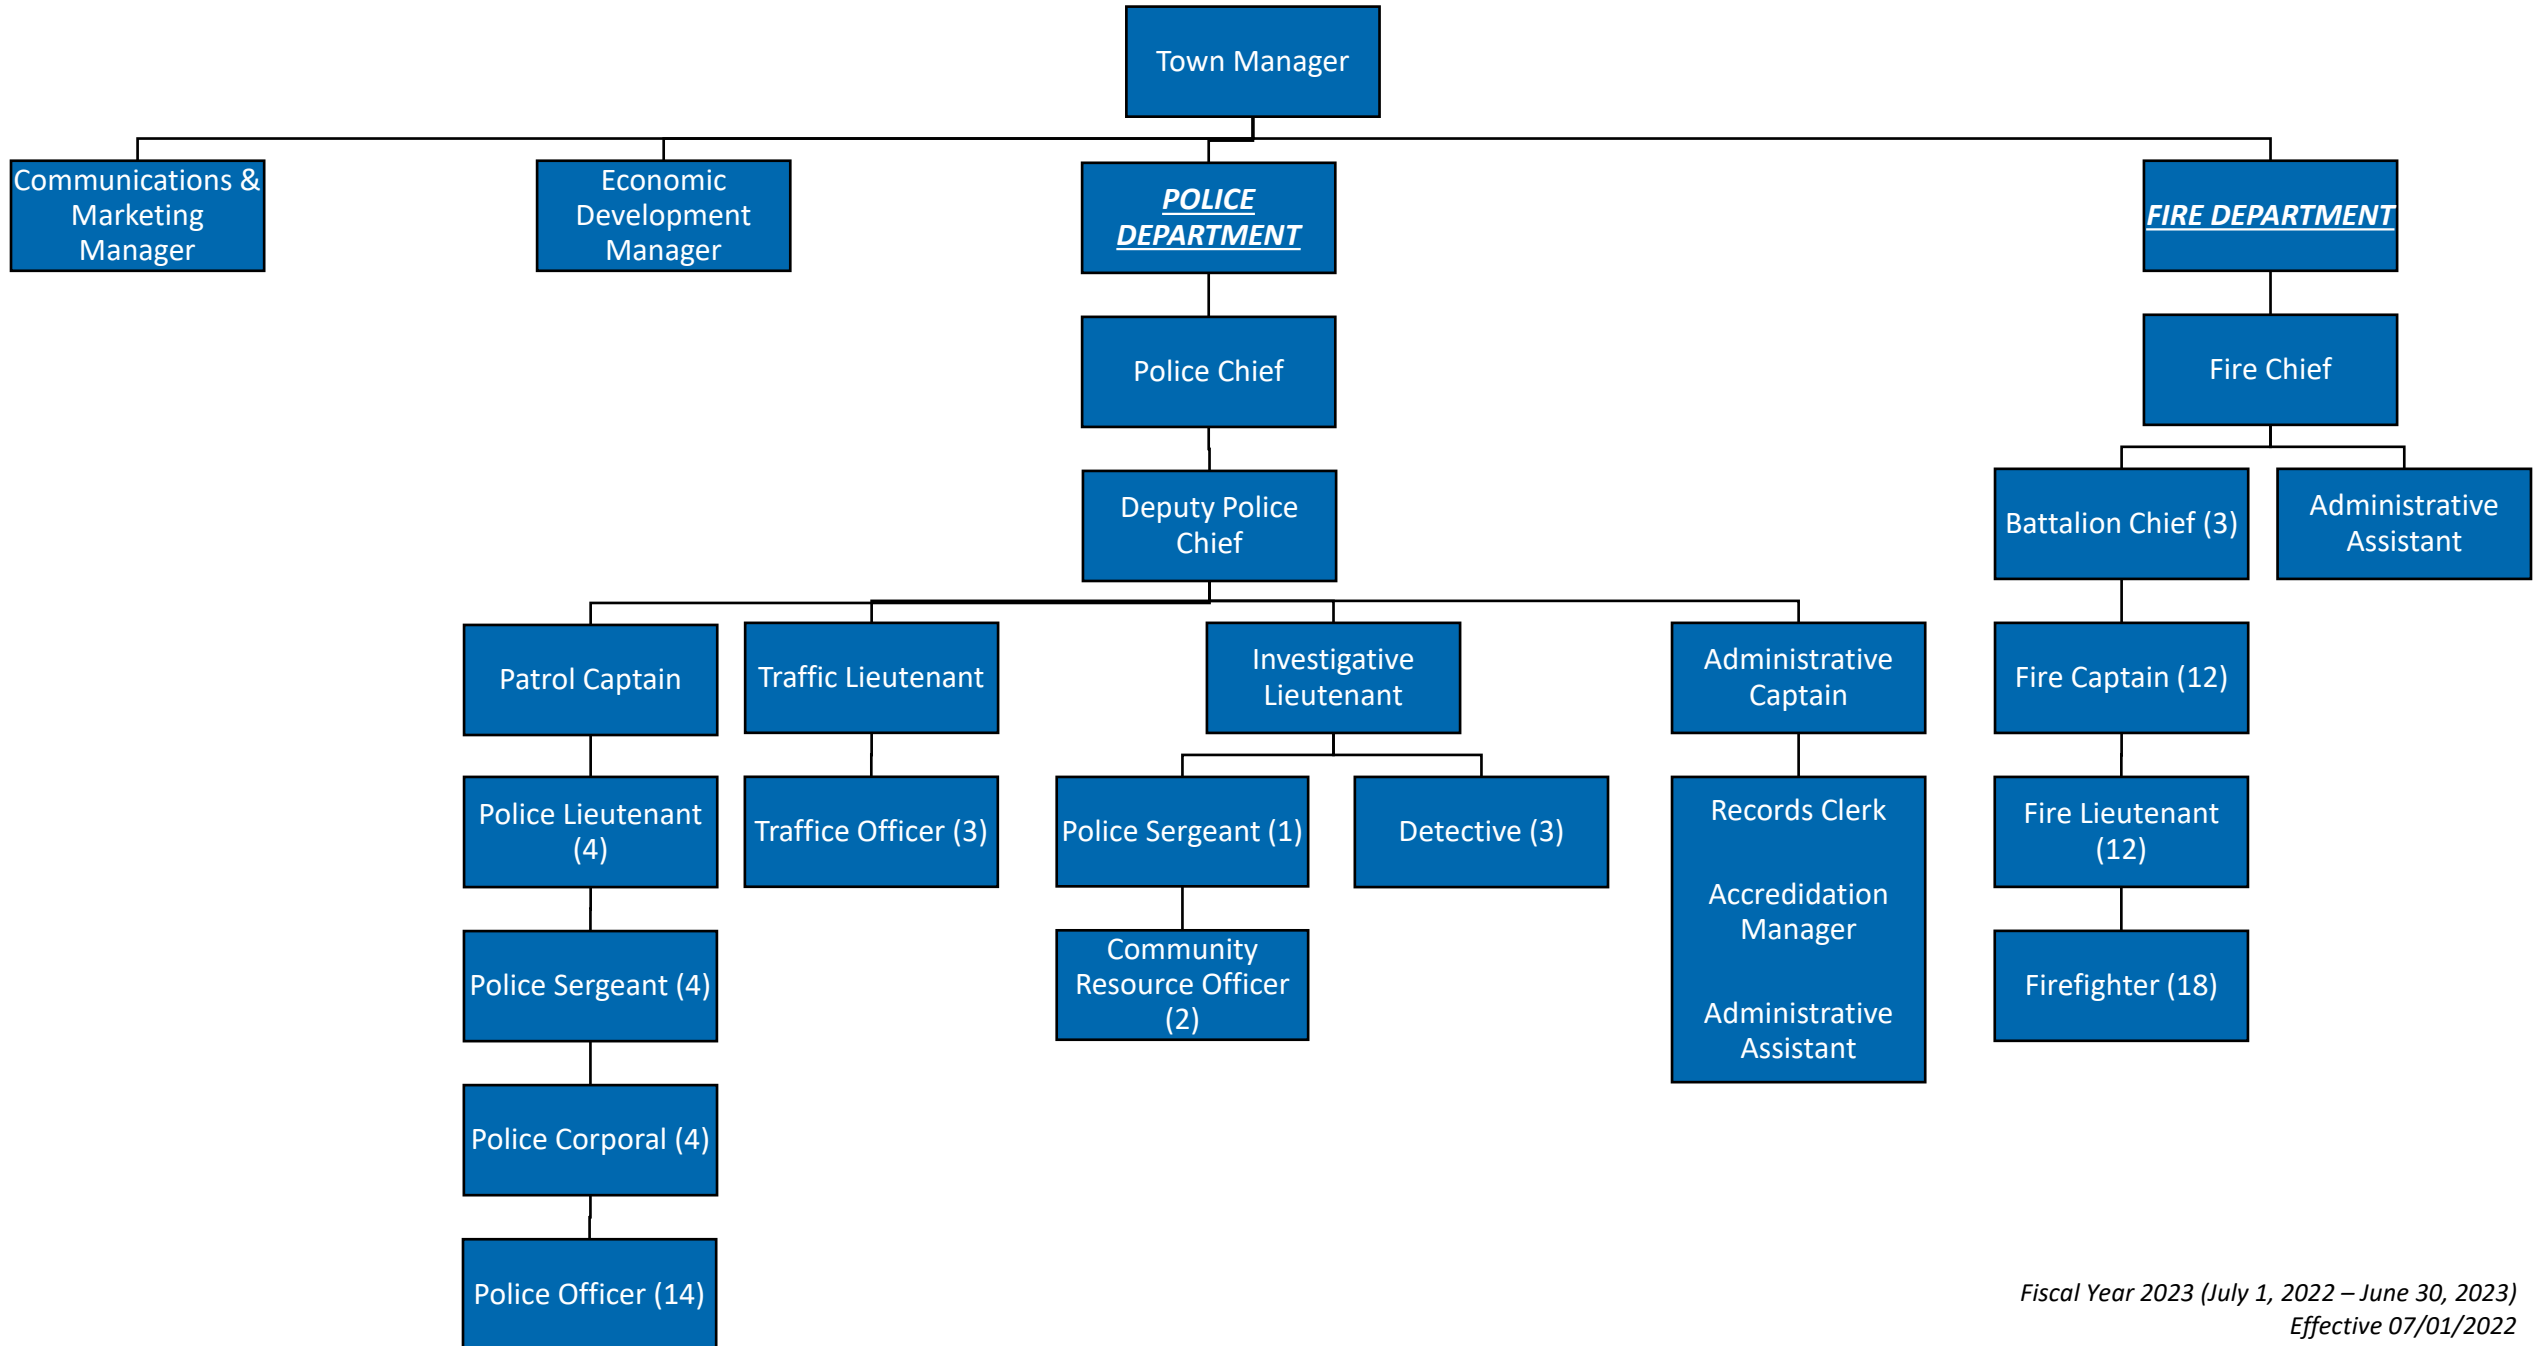 Town Manager
Communications &
Marketing
Manager
Economic
Development
Manager
POLICE
DEPARTMENT
FIRE DEPARTMENT
Police Chief
Fire Chief
Deputy Police
Chief
Battalion Chief (3)
Administrative
Assistant
Patrol Captain
Traffic Lieutenant
Investigative
Lieutenant
Administrative
Captain
Fire Captain (12)
Police Lieutenant
(4)
Traffice Officer (3)
Police Sergeant (1)
Detective (3)
Records Clerk
Accredidation
Manager
Administrative
Assistant
Fire Lieutenant
(12)
Police Sergeant (4)
Community
Resource Officer
(2)
Firefighter (18)
Police Corporal (4)
Police Officer (14)
Fiscal Year 2023 (July 1, 2022 – June 30, 2023)
Effective 07/01/2022